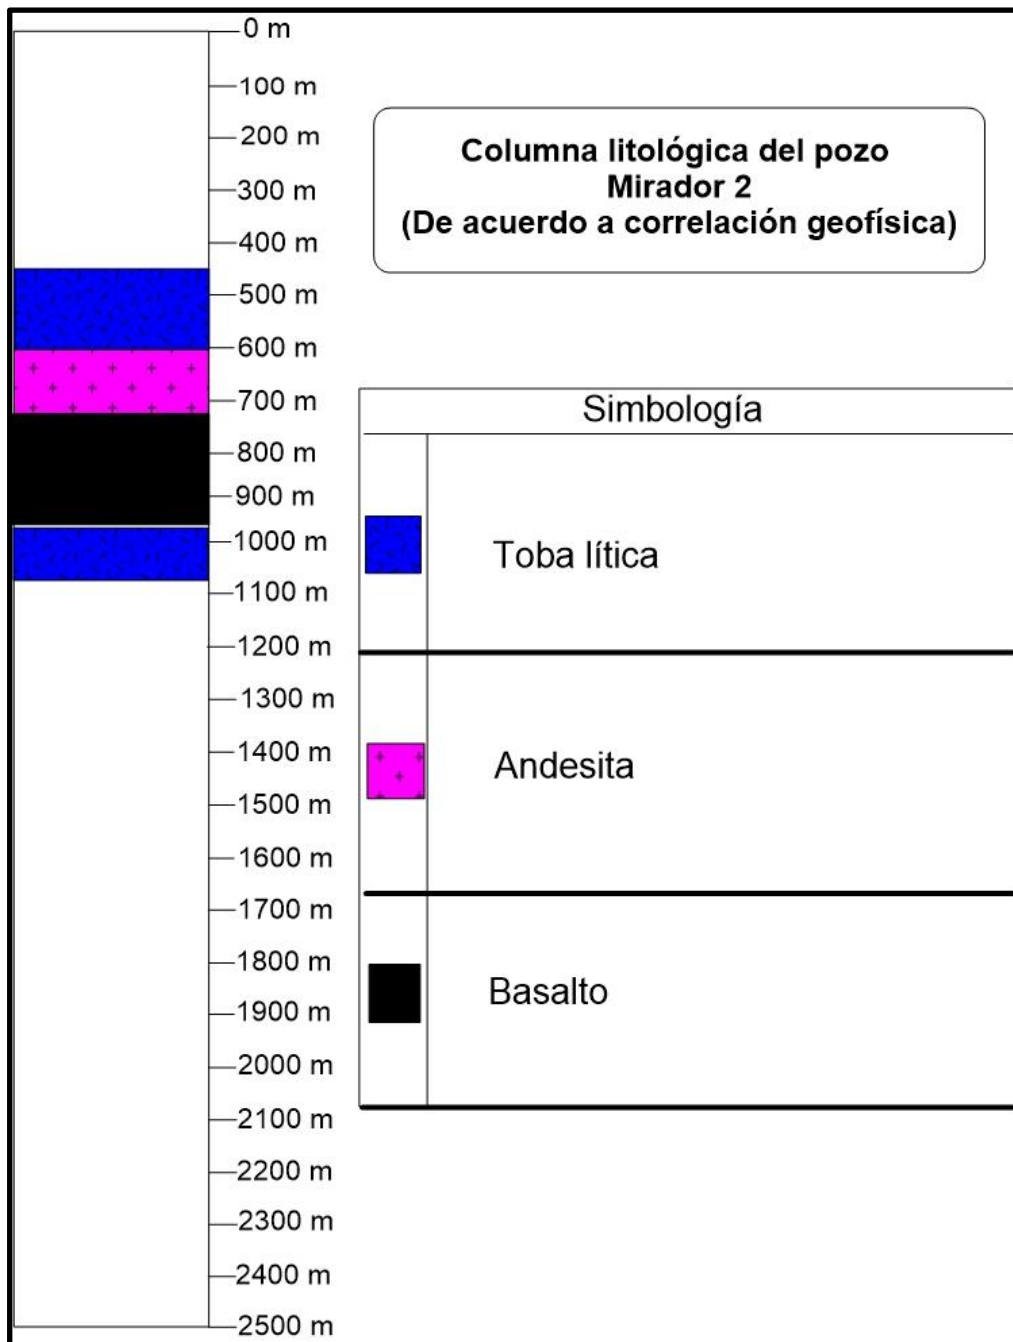 0 m
100 m
200 m
300 m
400 m
500 m
600 m
700 m
800 m
900 m
1000 m
1100 m
1200 m
1300 m
1400 m
1500 m
1600 m
1700 m
1800 m
1900 m
2000 m
2100 m
2200 m
2300 m
2400 m
2500 m
Columna litológica del pozo
Mirador 2
(De acuerdo a correlación geofísica)
Simbología
Toba lítica
Andesita
Basalto